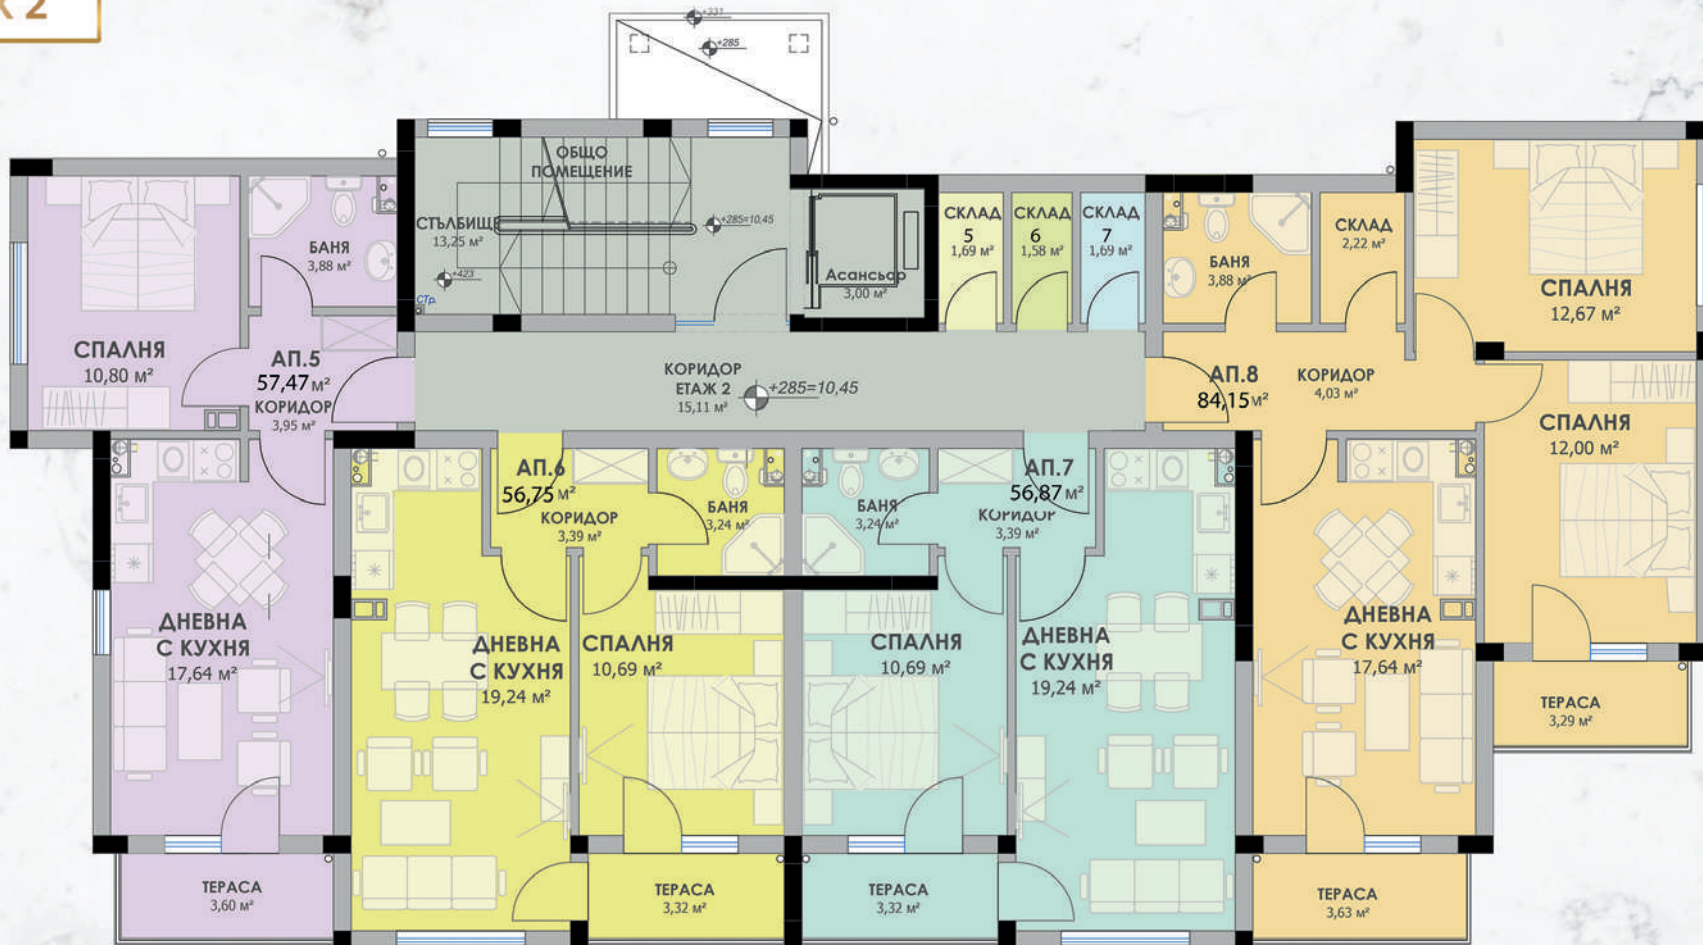 2
+331
+285
ОБЩО
ПОМЕЩЕНИЕ
СТЪЛБИЩЕ
13,25 м²
+285=10,45
+423
СТр.
Асансьор
3,00 м²
СКЛАД
5
1,69 м²
СКЛАД
6
1,58 м²
СКЛАД
7
1,69 м²
БАНЯ
3,88 м²
СКЛАД
2,22 м²
СПАЛНЯ
12,67 м²
БАНЯ
3,88 м²
СПАЛНЯ
10,80 м²
АП.5
57,47 м²
КОРИДОР
3,95 м²
КОРИДОР
ЕТАЖ 2
15,11 м²
+285=10,45
АП.8
84,15 м²
КОРИДОР
4,03 м²
СПАЛНЯ
12,00 м²
АП.6
56,75 м²
КОРИДОР
3,39 м²
БАНЯ
3,24 м²
БАНЯ
3,24 м²
АП.7
56,87 м²
КОРИДОР
3,39 м²
ДНЕВНА
С КУХНЯ
17,64 м²
ДНЕВНА
С КУХНЯ
19,24 м²
СПАЛНЯ
10,69 м²
СПАЛНЯ
10,69 м²
ДНЕВНА
С КУХНЯ
19,24 м²
ДНЕВНА
С КУХНЯ
17,64 м²
ТЕРАСА
3,29 м²
ТЕРАСА
3,60 м²
ТЕРАСА
3,32 м²
ТЕРАСА
3,32 м²
ТЕРАСА
3,63 м²